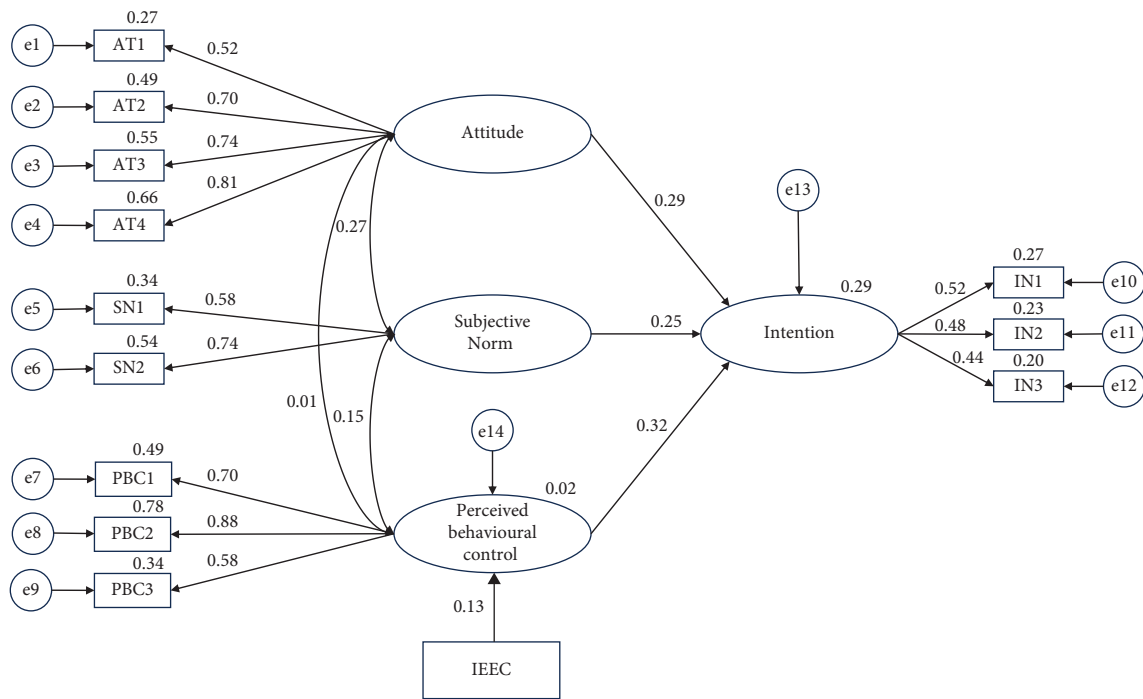 0.27
e1
AT1
0.52
0.49
e2
AT2
0.70
0.55
e3
AT3
0.74
0.66
e4
AT4
0.81
Attitude
0.27
0.29
e13
0.34
e5
SN1
0.58
0.54
e6
SN2
0.74
Subjective
Norm
0.25
0.29
Intention
0.27
0.52
IN1
e10
0.23
0.48
IN2
e11
0.20
0.44
IN3
e12
0.01
0.15
0.32
e14
0.49
e7
PBC1
0.70
0.78
e8
PBC2
0.88
0.34
e9
PBC3
0.58
0.02
Perceived
behavioural
control
0.13
IEEC